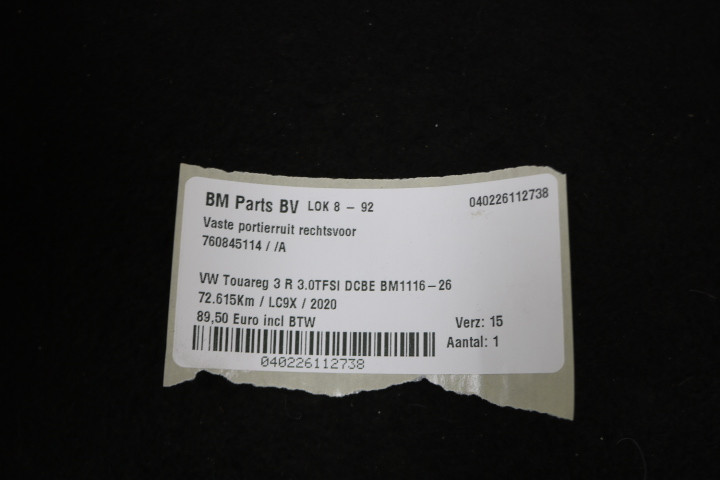 BM Parts BV LOK 8 - 92 040226112738
Vaste portierruit rechtsvoor
760845114 / /A
VW Touareg 3 R 3.0TFSI DCBE BM1116-26
72.615Km / LC9X / 2020
89,50 Euro incl BTW Verz: 15
Aantal: 1
040226112738